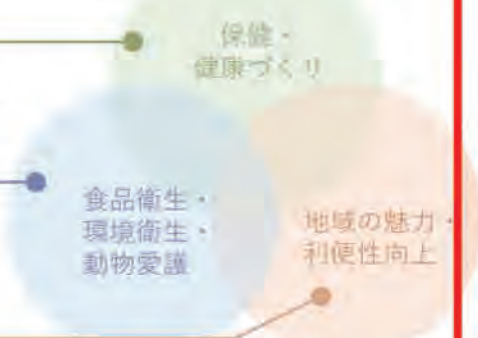 保健・
健康づくり
食品衛生・
環境衛生・
動物愛護
地域の魅力・
利便性向上